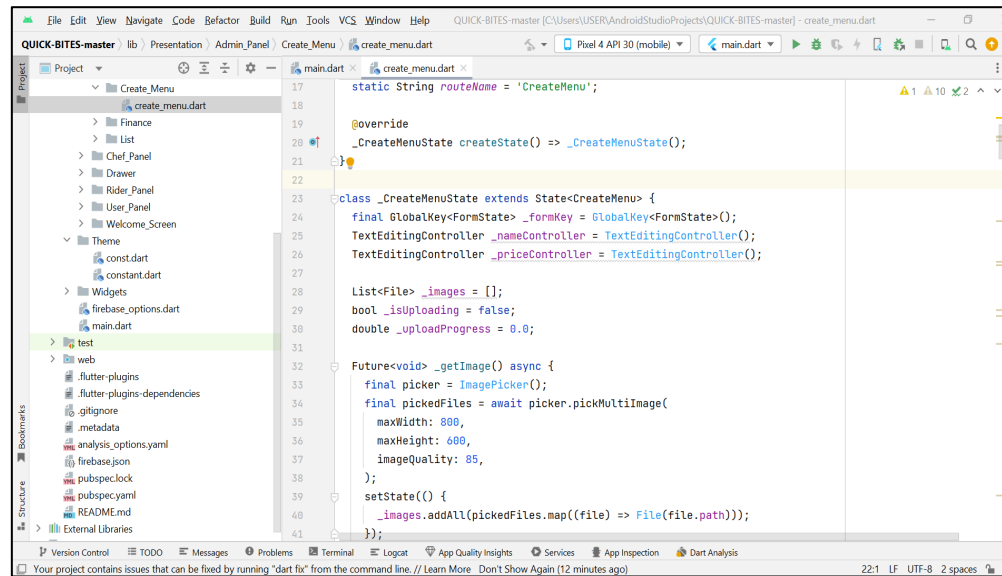 File Edit View Navigate Code Refactor Build Run Tools VCS Window Help QUICK-BITES-master [C:\Users\USER\AndroidStudioProjects\QUICK-BITES-master] - create_menu.dart
QUICK-BITES-master lib Presentation Admin_Panel Create_Menu create_menu.dart Pixel 4 API 30 (mobile) main.dart
Project
Project
main.dart
create_menu.dart
1 10 2
Create_Menu
create_menu.dart
Finance
List
Chef_Panel
Drawer
Rider_Panel
User_Panel
Welcome_Screen
Theme
const.dart
constant.dart
Widgets
firebase_options.dart
main.dart
test
web
.flutter-plugins
.flutter-plugins-dependencies
.gitignore
.metadata
analysis_options.yaml
firebase.json
pubspec.lock
pubspec.yaml
README.md
External Libraries
Bookmarks
Structure
17 static String routeName = 'CreateMenu';
18
19 @override
20 _CreateMenuState createState() => _CreateMenuState();
21 }
22
23 class _CreateMenuState extends State<CreateMenu> {
24 final GlobalKey<FormState> _formKey = GlobalKey<FormState>();
25 TextEditingController _nameController = TextEditingController();
26 TextEditingController _priceController = TextEditingController();
27
28 List<File> _images = [];
29 bool _isUploading = false;
30 double _uploadProgress = 0.0;
31
32 Future<void> _getImage() async {
33 final picker = ImagePicker();
34 final pickedFiles = await picker.pickMultiImage(
35 maxWidth: 800,
36 maxHeight: 600,
37 imageQuality: 85,
38 );
39 setState(() {
40 _images.addAll(pickedFiles.map((file) => File(file.path)));
41 });
Version Control TODO Messages Problems Terminal Logcat App Quality Insights Services App Inspection Dart Analysis
Your project contains issues that can be fixed by running "dart fix" from the command line. // Learn More Don't Show Again (12 minutes ago) 22:1 LF UTF-8 2 spaces